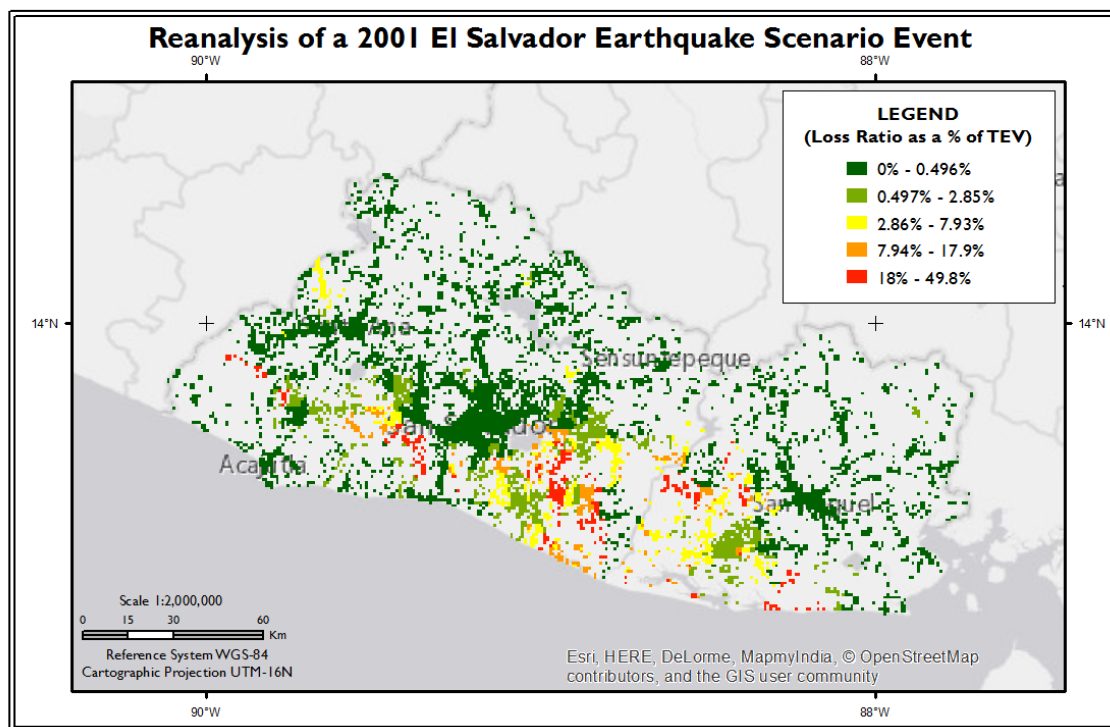 Reanalysis of a 2001 El Salvador Earthquake Scenario Event
90°W
88°W
LEGEND
(Loss Ratio as a % of TEV)
0% - 0.496%
0.497% - 2.85%
2.86% - 7.93%
7.94% - 17.9%
18% - 49.8%
14°N
14°N
Sensuntepeque
San
Acajutla
San
Scale 1:2,000,000
0 15 30 60
Km
Reference System WGS-84
Cartographic Projection UTM-16N
Esri, HERE, DeLorme, MapmyIndia, © OpenStreetMap
contributors, and the GIS user community
90°W
88°W